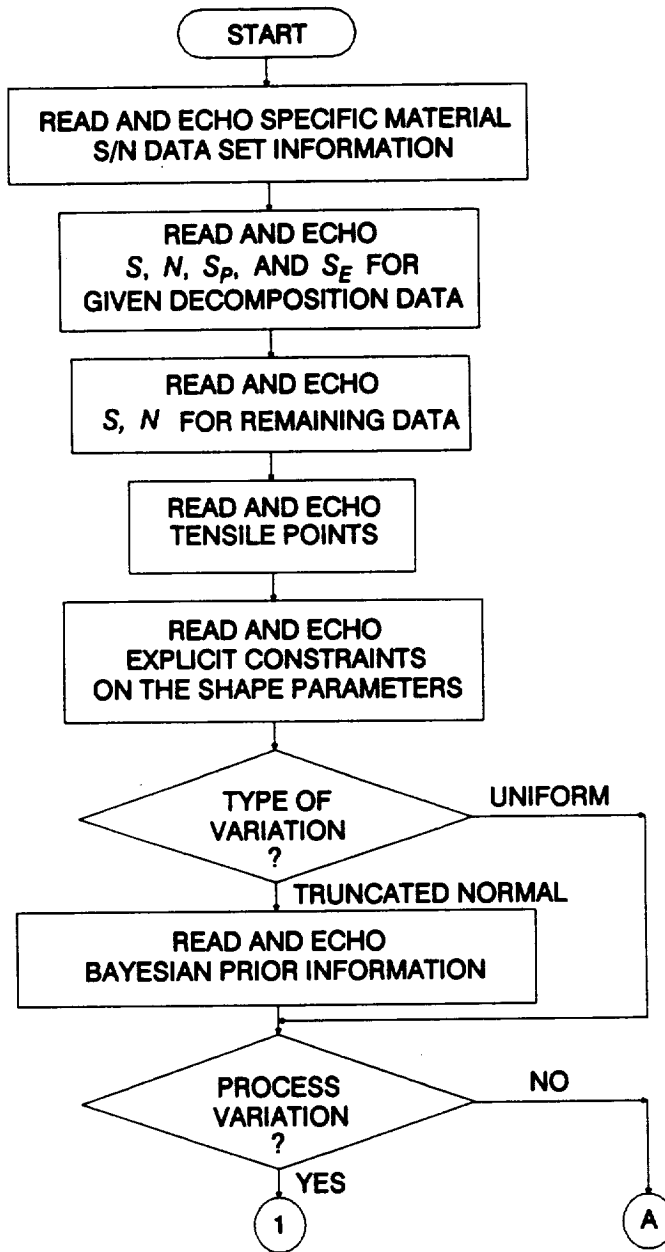 START
READ AND ECHO SPECIFIC MATERIAL
S/N DATA SET INFORMATION
READ AND ECHO
S, N, S_P, AND S_E FOR
GIVEN DECOMPOSITION DATA
READ AND ECHO
S, N FOR REMAINING DATA
READ AND ECHO
TENSILE POINTS
READ AND ECHO
EXPLICIT CONSTRAINTS
ON THE SHAPE PARAMETERS
TYPE OF
VARIATION
?
UNIFORM
TRUNCATED NORMAL
READ AND ECHO
BAYESIAN PRIOR INFORMATION
PROCESS
VARIATION
?
NO
YES
1
A